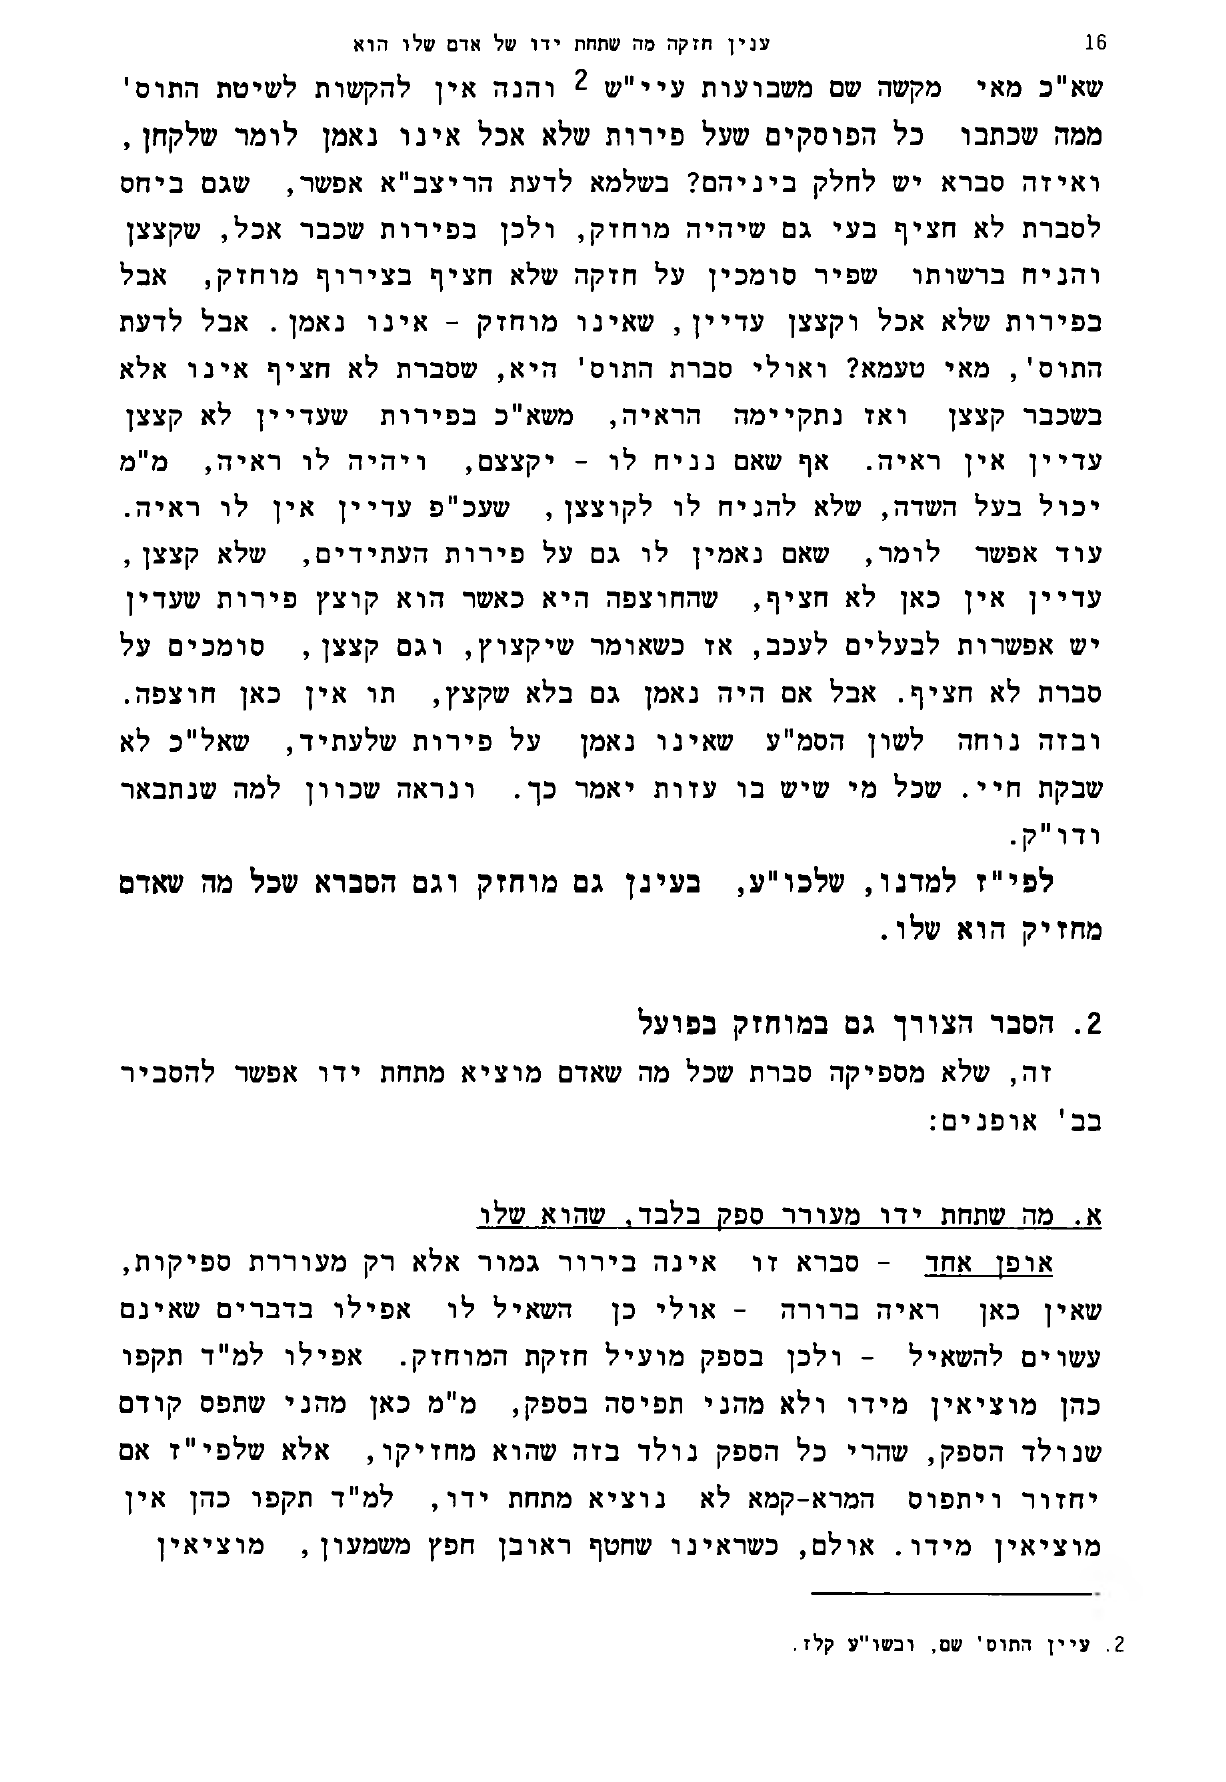 16 ענין חזקה מה שתחת ידו של אדם שלו הוא
שא"כ מאי מקשה שם משבועות עיי"ש 2 והנה אין להקשות לשיטת התוס'
ממה שכתבו כל הפוסקים שעל פירות שלא אכל אינו נאמן לומר שלקחן,
ואיזה סברא יש לחלק ביניהם? בשלמא לדעת הריצב"א אפשר, שגם ביחס
לסברת לא חציף בעי גם שיהיה מוחזק, ולכן בפירות שכבר אכל, שקצצן
והניח ברשותו שפיר סומכין על חזקה שלא חציף בצירוף מוחזק, אבל
בפירות שלא אכל וקצצן עדיין, שאינו מוחזק - אינו נאמן. אבל לדעת
התוס', מאי טעמא? ואולי סברת התוס' היא, שסברת לא חציף אינו אלא
בשכבר קצצן ואז נתקיימה הראיה, משא"כ בפירות שעדיין לא קצצן
עדיין אין ראיה. אף שאם נניח לו - יקצצם, ויהיה לו ראיה, מ"מ
יכול בעל השדה, שלא להניח לו לקוצצן, שעכ"פ עדיין אין לו ראיה.
עוד אפשר לומר, שאם נאמין לו גם על פירות העתידים, שלא קצצן,
עדיין אין כאן לא חציף, שהחוצפה היא כאשר הוא קוצץ פירות שעדין
יש אפשרות לבעלים לעכב, אז כשאומר שיקצוץ, וגם קצצן, סומכים על
סברת לא חציף. אבל אם היה נאמן גם בלא שקצץ, תו אין כאן חוצפה.
ובזה נוחה לשון הסמ"ע שאינו נאמן על פירות שלעתיד, שאל"כ לא
שבקת חיי. שכל מי שיש בו עזות יאמר כך. ונראה שכוון למה שנתבאר
ודו"ק.
לפי"ז למדנו, שלכו"ע, בעינן גם מוחזק וגם הסברא שכל מה שאדם
מחזיק הוא שלו.
2. הסבר הצורך גם במוחזק בפועל
זה, שלא מספיקה סברת שכל מה שאדם מוציא מתחת ידו אפשר להסביר
בב' אופנים:
א. מה שתחת ידו מעורר ספק בלבד, שהוא שלו
אופן אחד - סברא זו אינה בירור גמור אלא רק מעוררת ספיקות,
שאין כאן ראיה ברורה - אולי כן השאיל לו אפילו בדברים שאינם
עשוים להשאיל - ולכן בספק מועיל חזקת המוחזק. אפילו למ"ד תקפו
כהן מוציאין מידו ולא מהני תפיסה בספק, מ"מ כאן מהני שתפס קודם
שנולד הספק, שהרי כל הספק נולד בזה שהוא מחזיקו, אלא שלפי"ז אם
יחזור ויתפוס המרא-קמא לא נוציא מתחת ידו, למ"ד תקפו כהן אין
מוציאין מידו. אולם, כשראינו שחטף ראובן חפץ משמעון, מוציאין
2. עיין התוס' שם, ובשו"ע קלז.